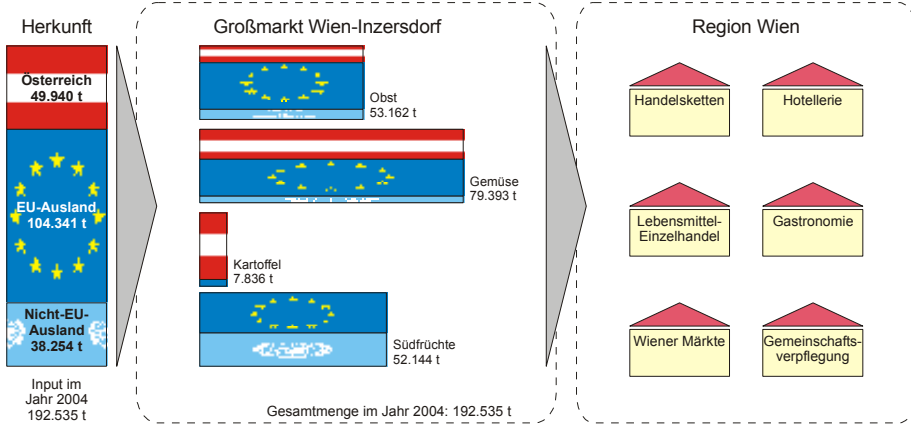 Herkunft
Großmarkt Wien-Inzersdorf
Region Wien
Österreich
49.940 t
EU-Ausland
104.341 t
Nicht-EU-
Ausland
38.254 t
Input im
Jahr 2004
192.535 t
Obst
53.162 t
Gemüse
79.393 t
Kartoffel
7.836 t
Südfrüchte
52.144 t
Gesamtmenge im Jahr 2004: 192.535 t
Handelsketten
Hotellerie
Lebensmittel-
Einzelhandel
Gastronomie
Wiener Märkte
Gemeinschafts-
verpflegung